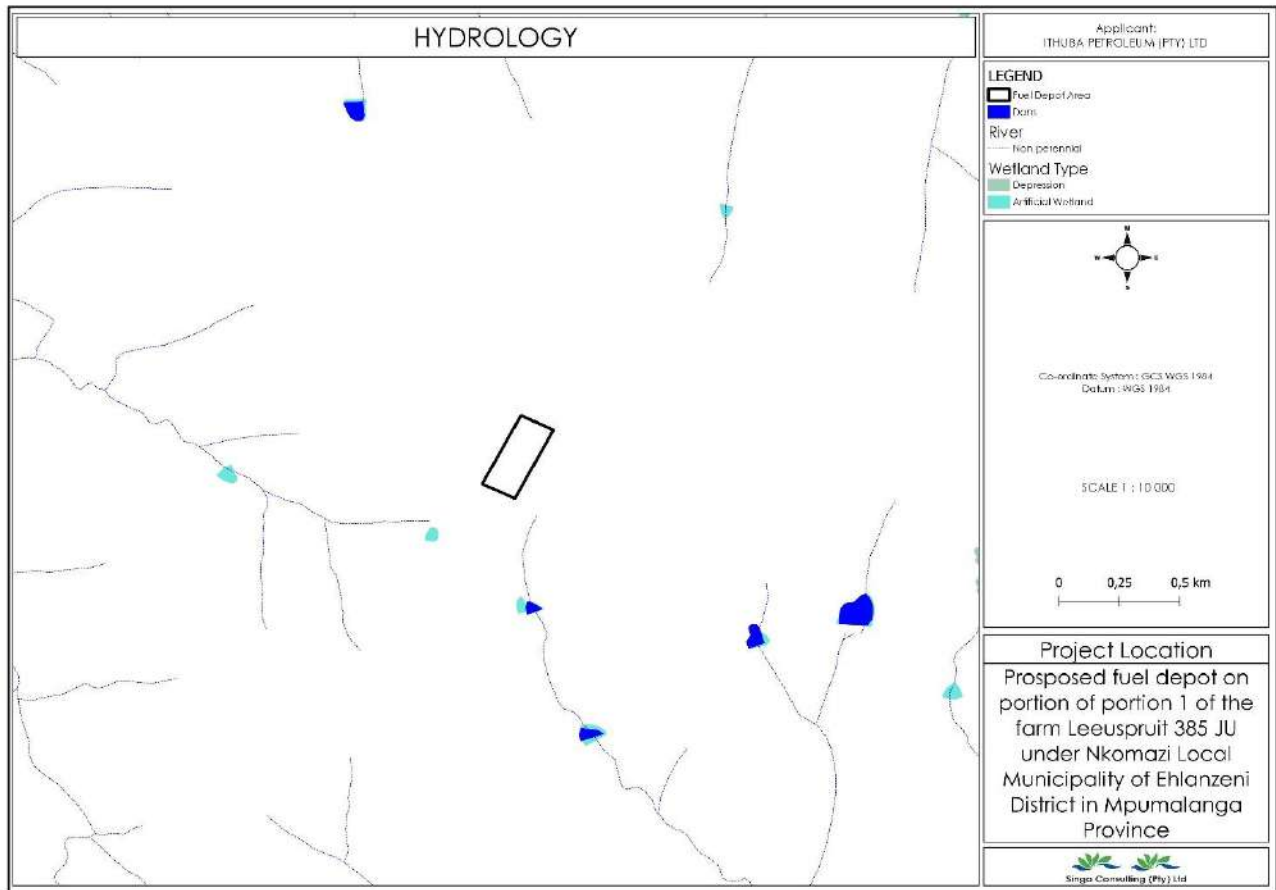 HYDROLOGY
Applicant:
ITHUBA PETROLEUM (PTY) LTD
LEGEND
Fuel Depot Area
Dam
River
Non perennial
Wetland Type
Depression
Artificial Wetland
N
W E
S
Co-ordinate System : GCS WGS 1984
Datum : WGS 1984
SCALE 1 : 10 000
0 0,25 0,5 km
Project Location
Prosposed fuel depot on
portion of portion 1 of the
farm Leeuspruit 385 JU
under Nkomazi Local
Municipality of Ehlanzeni
District in Mpumalanga
Province
Singo Consulting (Pty) Ltd